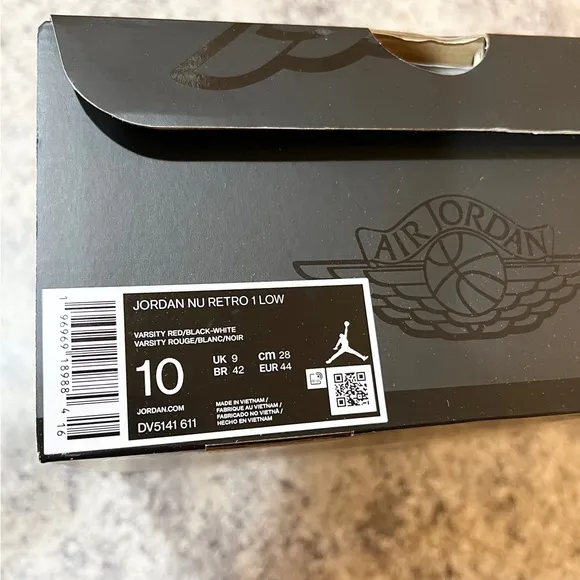 AIR JORDAN
JORDAN NU RETRO 1 LOW
VARSITY RED/BLACK-WHITE
VARSITY ROUGE/BLANC/NOIR
10
UK 9 cm 28
BR 42 EUR 44
JORDAN.COM
DV5141 611
MADE IN VIETNAM /
FABRIQUE AU VIETNAM /
FABRICADO NO VIETNÃ /
HECHO EN VIETNAM
1 96969 18988 4 16